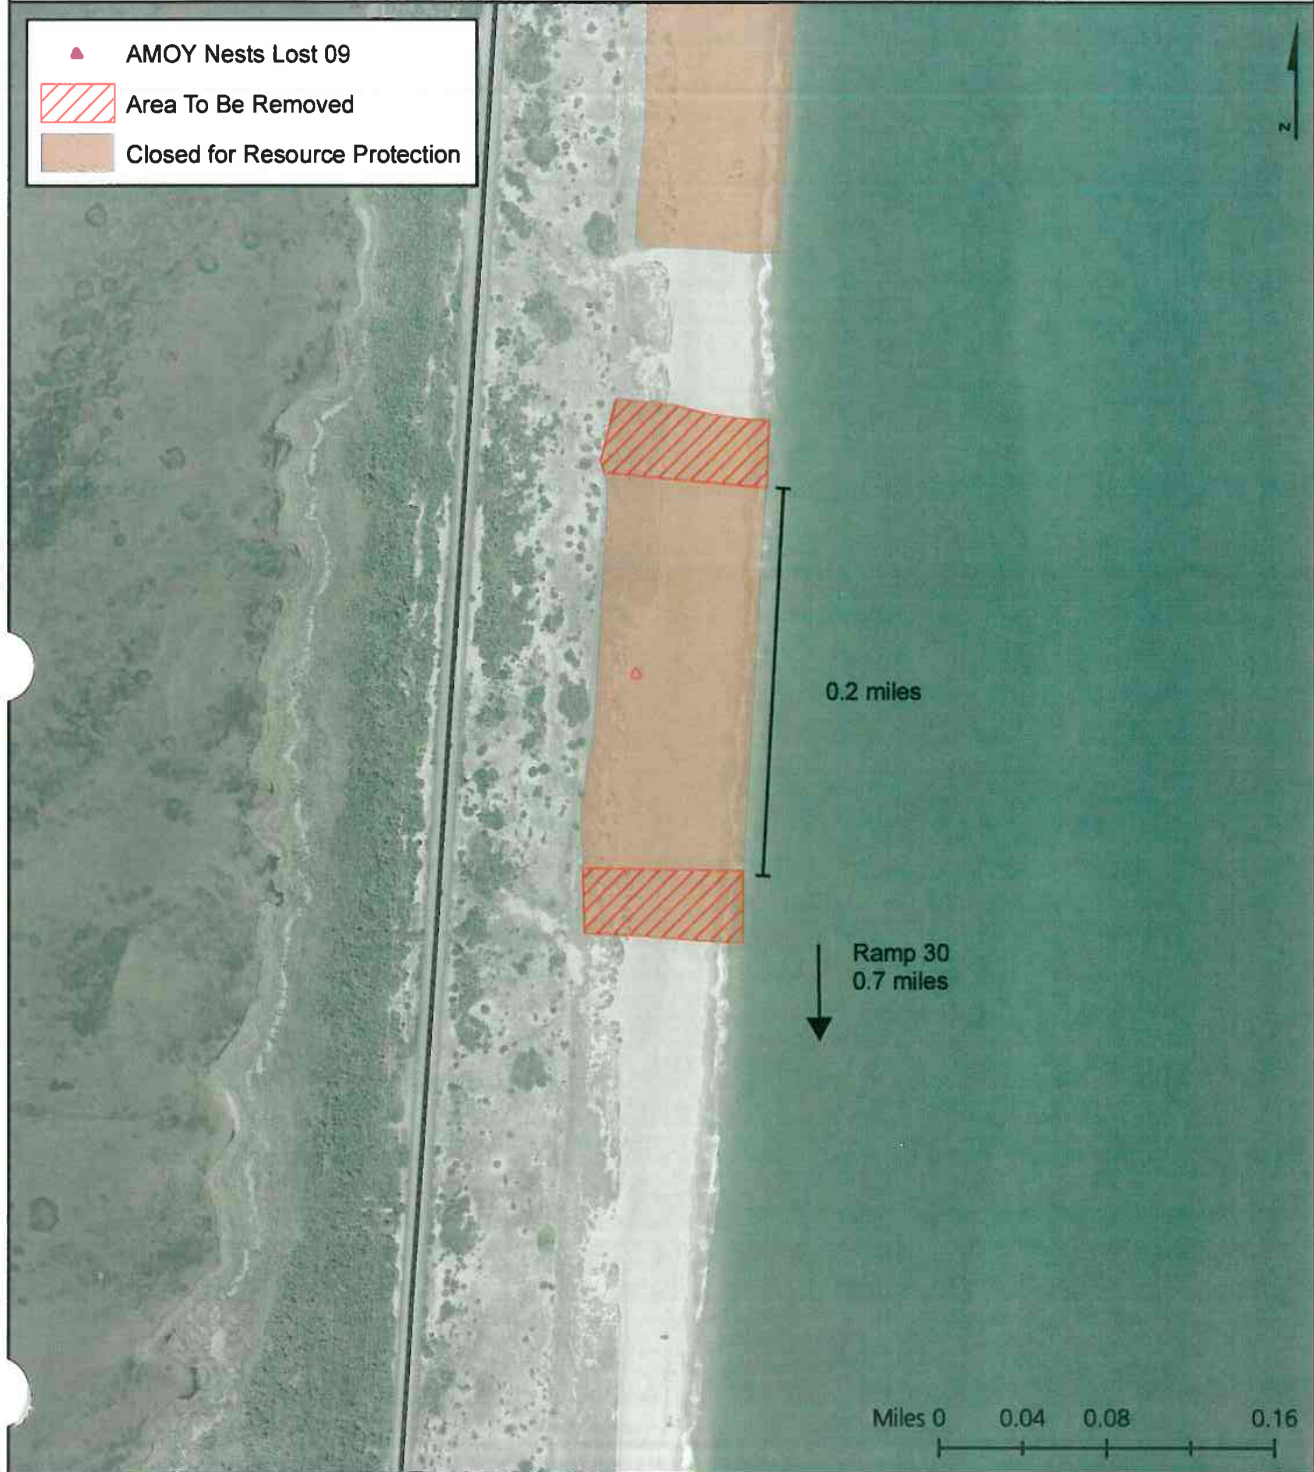 AMOY Nests Lost 09
Area To Be Removed
Closed for Resource Protection
N
0.2 miles
Ramp 30
0.7 miles
Miles 0 0.04 0.08 0.16